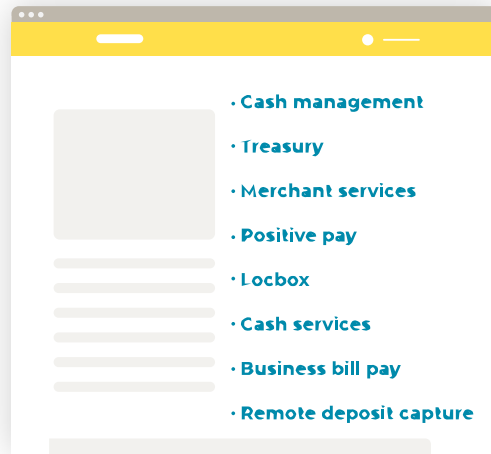 · Cash management
· Treasury
· Merchant services
· Positive pay
· Locbox
· Cash services
· Business bill pay
· Remote deposit capture